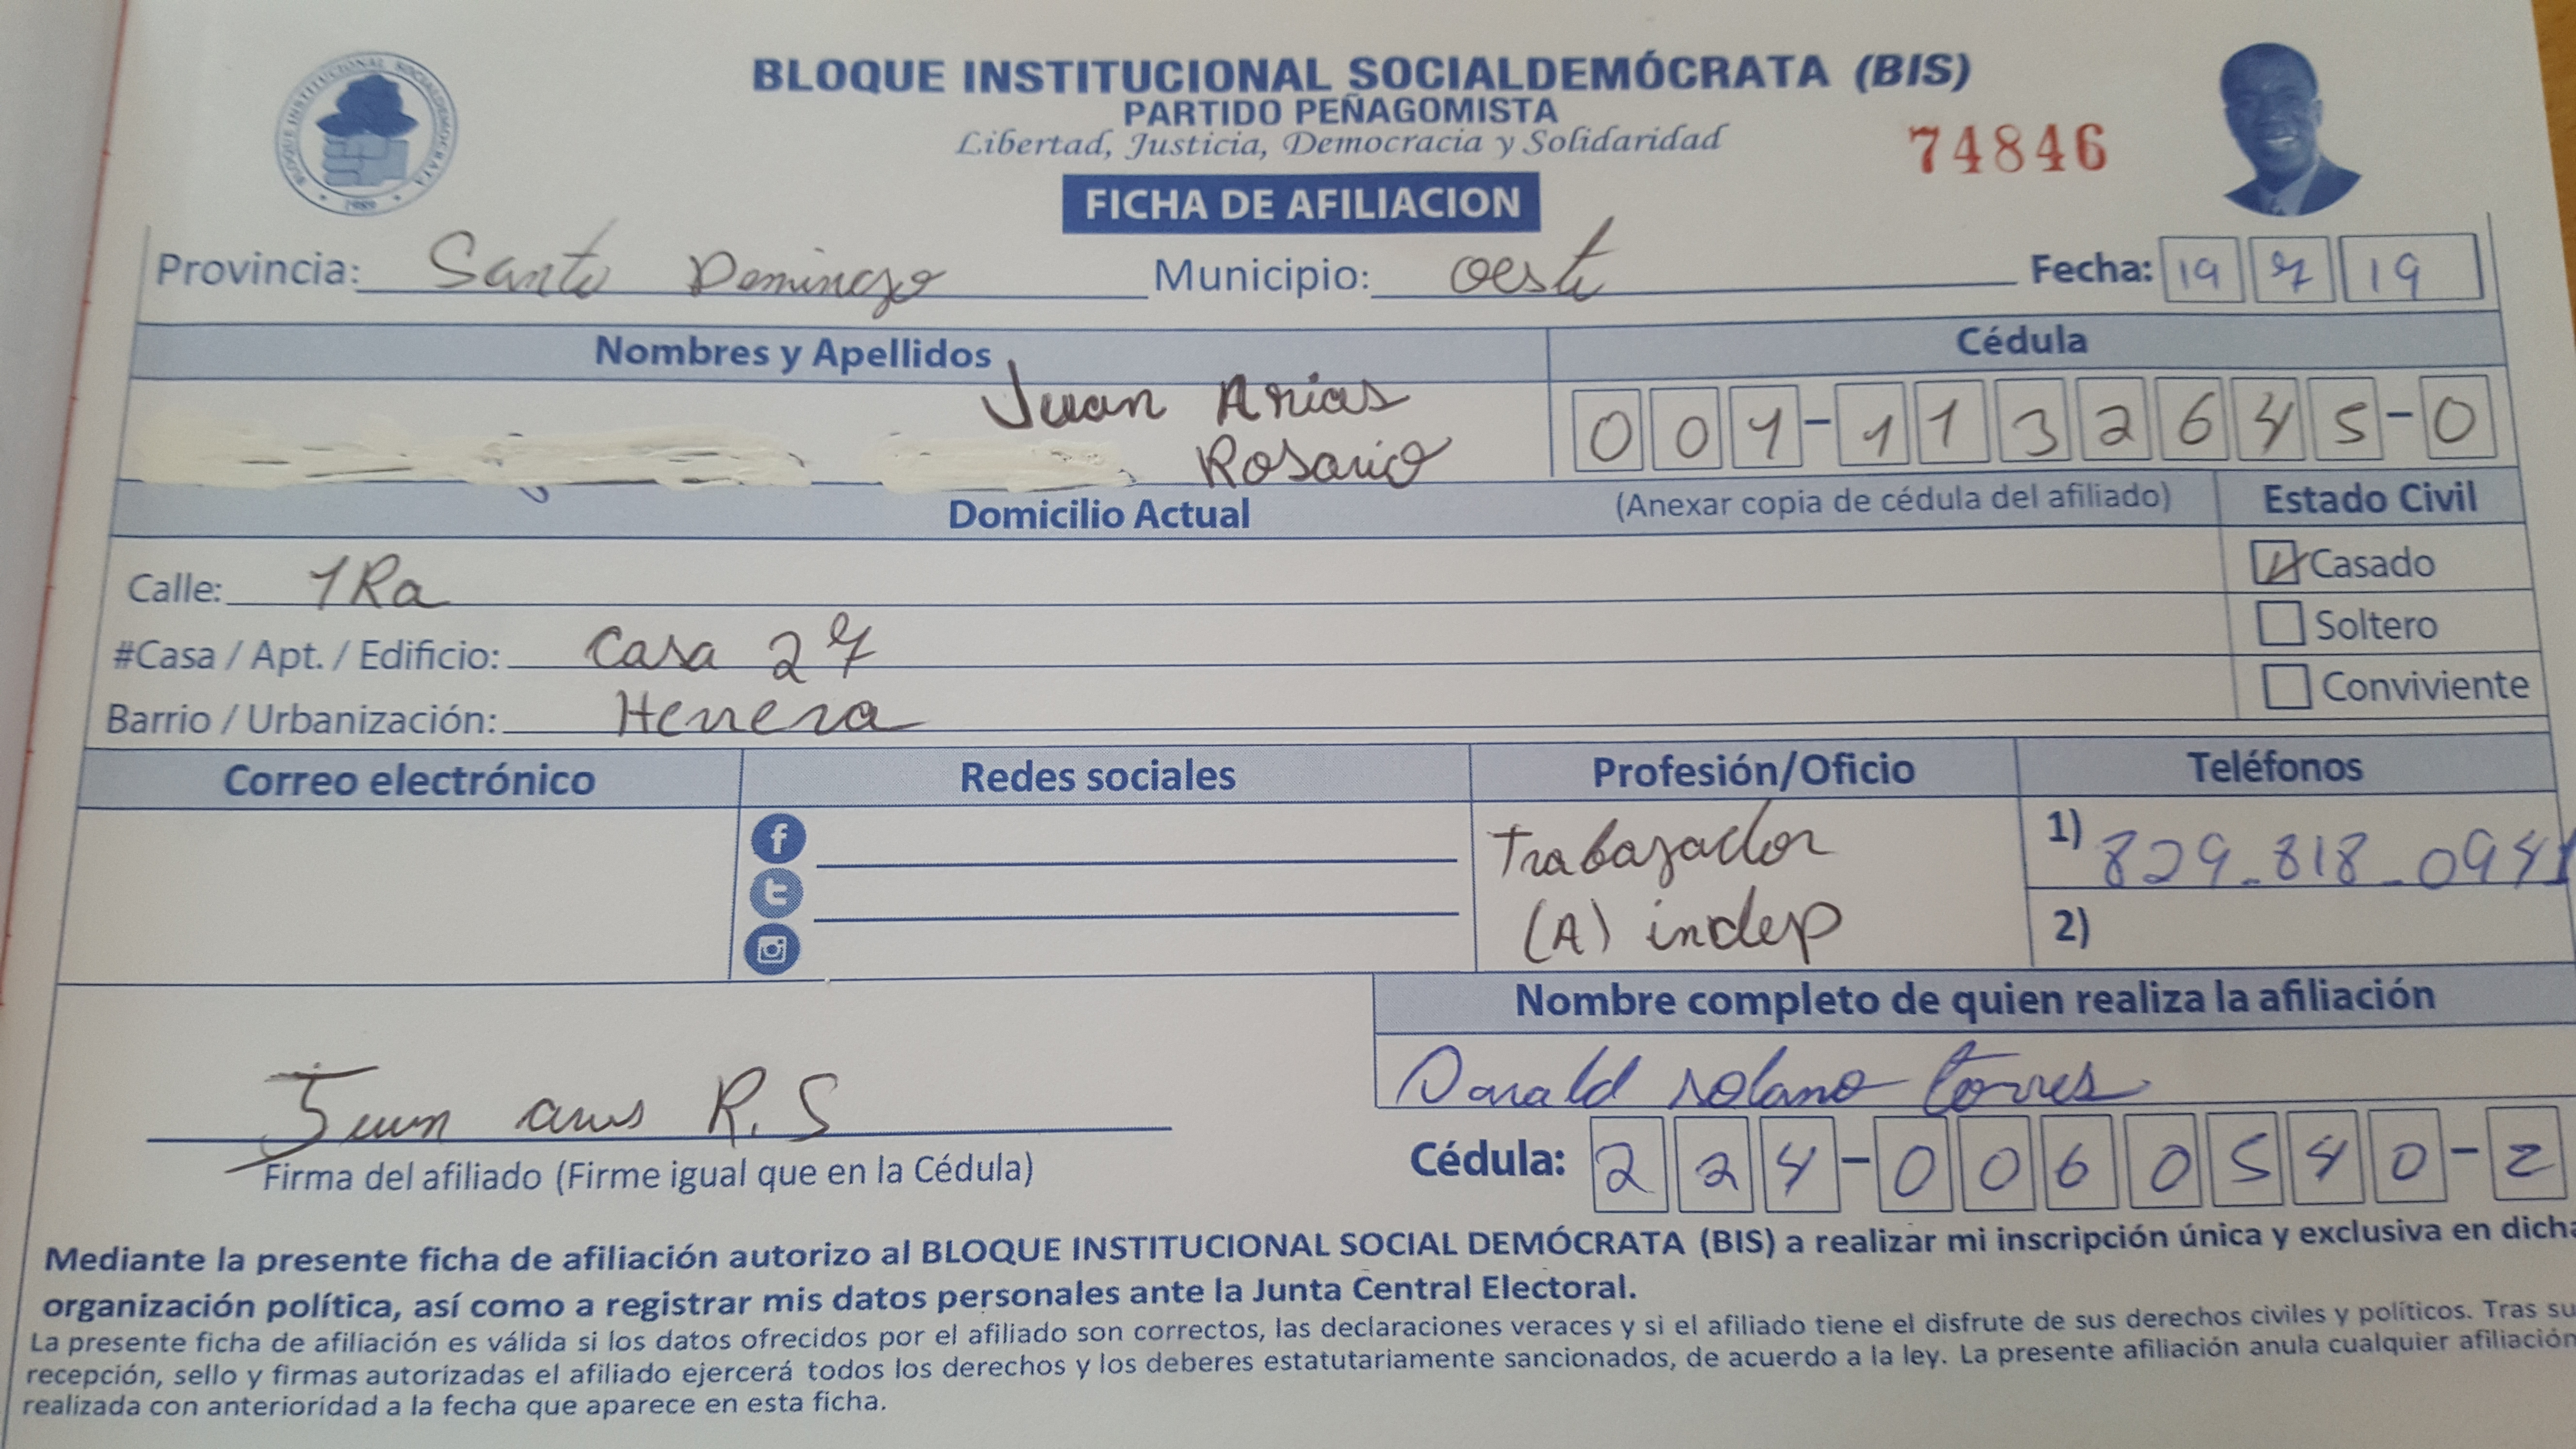 BLOQUE INSTITUCIONAL SOCIALDEMÓCRATA (BIS)
PARTIDO PEÑAGOMISTA
Libertad, Justicia, Democracia y Solidaridad
74846
FICHA DE AFILIACION
Provincia: Santo Domingo Municipio: Oeste Fecha: 19 7 19
Nombres y Apellidos Cédula
Juan Arias
Rosario 001-1132645-0
Domicilio Actual (Anexar copia de cédula del afiliado) Estado Civil
Calle: 1Ra Casado
#Casa / Apt. / Edificio: Casa 27 Soltero
Barrio / Urbanización: Herrera Conviviente
Correo electrónico Redes sociales Profesión/Oficio Teléfonos
Trabajador 1) 829-818-0941
(A) indep 2)
Nombre completo de quien realiza la afiliación
Donald Solano Torres
Juan arias R.S
Firma del afiliado (Firme igual que en la Cédula) Cédula: 224-0060540-2
Mediante la presente ficha de afiliación autorizo al BLOQUE INSTITUCIONAL SOCIAL DEMÓCRATA (BIS) a realizar mi inscripción única y exclusiva en dicha
organización política, así como a registrar mis datos personales ante la Junta Central Electoral.
La presente ficha de afiliación es válida si los datos ofrecidos por el afiliado son correctos, las declaraciones veraces y si el afiliado tiene el disfrute de sus derechos civiles y políticos. Tras su
recepción, sello y firmas autorizadas el afiliado ejercerá todos los derechos y los deberes estatutariamente sancionados, de acuerdo a la ley. La presente afiliación anula cualquier afiliación
realizada con anterioridad a la fecha que aparece en esta ficha.